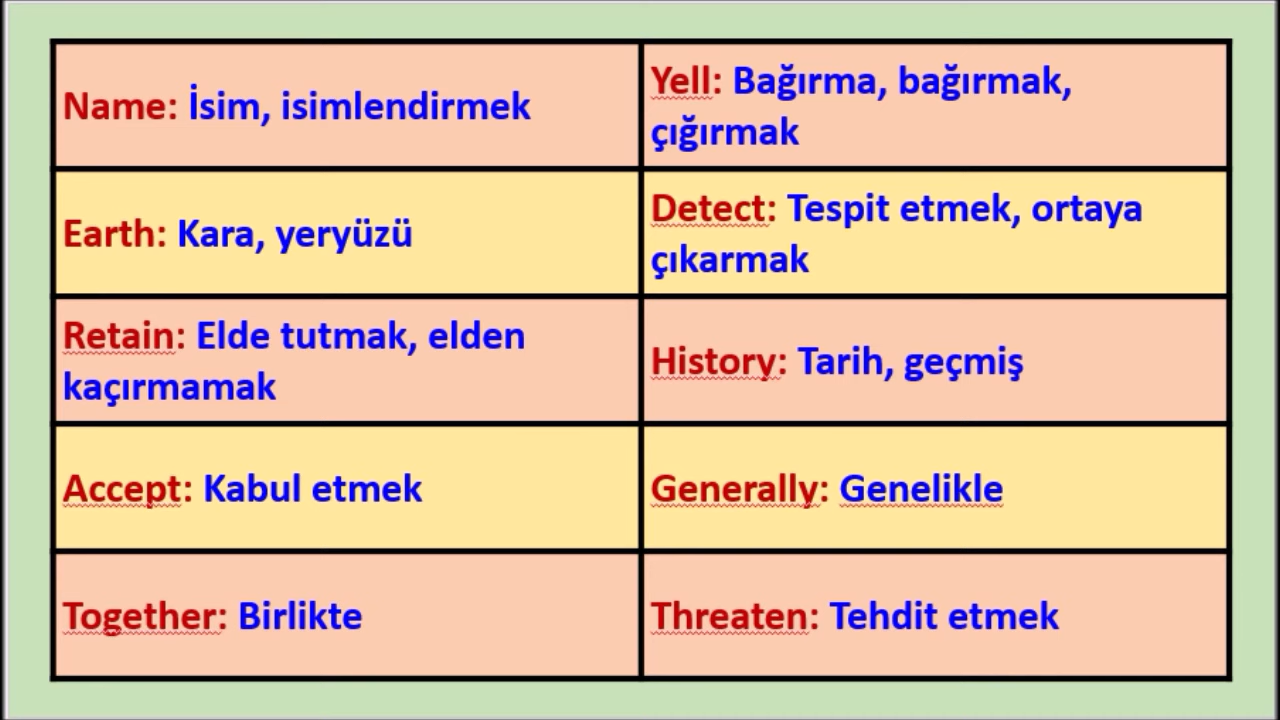 Name: İsim, isimlendirmek
Yell: Bağırma, bağırmak,
çığırmak
Earth: Kara, yeryüzü
Detect: Tespit etmek, ortaya
çıkarmak
Retain: Elde tutmak, elden
kaçırmamak
History: Tarih, geçmiş
Accept: Kabul etmek
Generally: Genelikle
Together: Birlikte
Threaten: Tehdit etmek